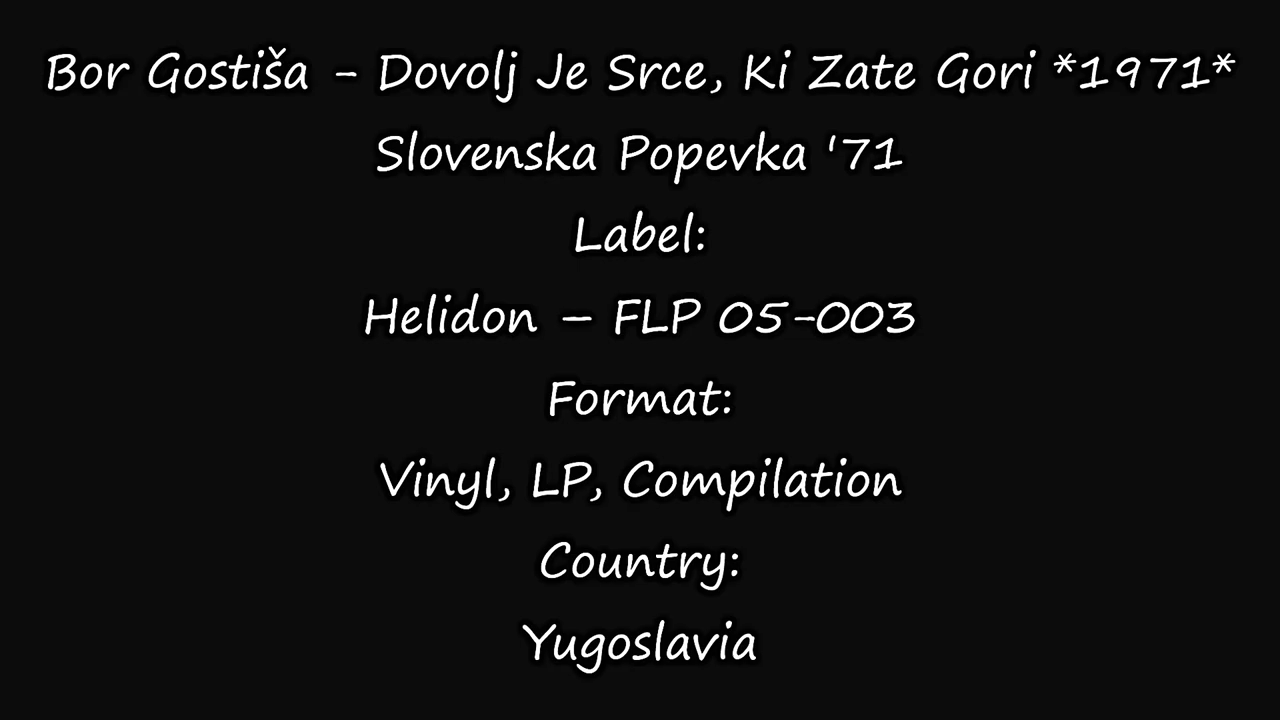 Bor Gostiša - Dovolj Je Srce, Ki Zate Gori *1971*
Slovenska Popevka '71
Label:
Helidon – FLP 05-003
Format:
Vinyl, LP, Compilation
Country:
Yugoslavia